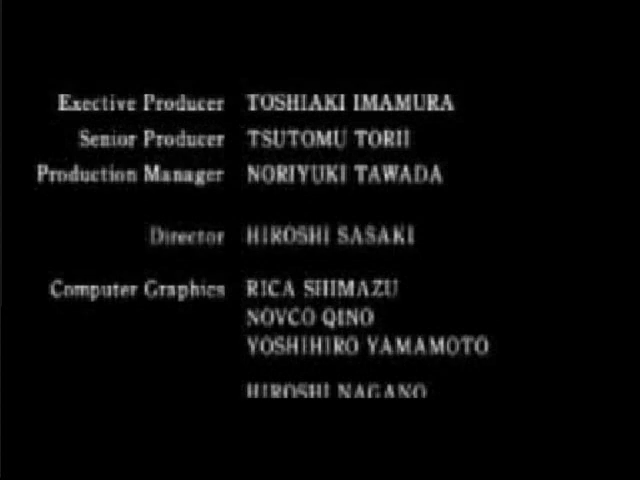 Exective Producer TOSHIAKI IMAMURA
Senior Producer TSUTOMU TORII
Production Manager NORIYUKI TAWADA
Director HIROSHI SASAKI
Computer Graphics RICA SHIMAZU
NOVCO QINO
YOSHIHIRO YAMAMOTO
HIROSHI NAGANO